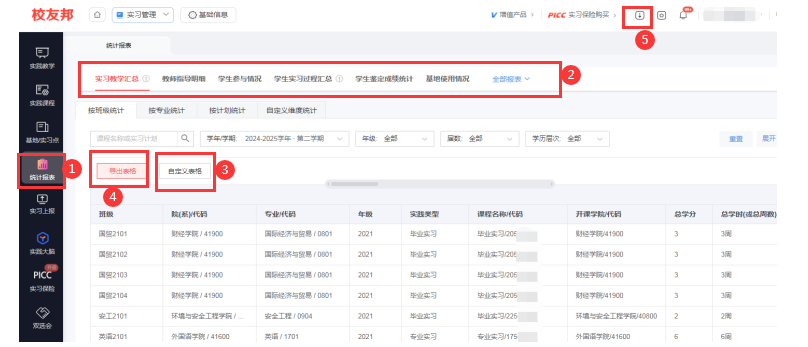 校友邦 实习管理 基础信息 V 增值产品 PICC 实习保险购买
5
实践教学
统计报表
实习教学汇总 教师指导明细 学生参与情况 学生实习过程汇总 学生鉴定成绩统计 基地使用情况 全部报表
2
实践课程
按班级统计 按专业统计 按计划统计 自定义维度统计
基地/实习点
课程名称或实习计划 学年/学期: 2024-2025学年 · 第二学期 年级: 全部 层数: 全部 学历层次: 全部 重置 展开
统计报表
1
导出表格 自定义表格
3
4
实习上报
班级 院(系)/代码 专业/代码 年级 实践类型 课程名称/代码 开课学院/代码 总学分 总学时(或总周数)
国贸2101 财经学院 / 41900 国际经济与贸易 / 0801 2021 毕业实习 毕业实习/205 财经学院/41900 3 3周
实践大脑
国贸2102 财经学院 / 41900 国际经济与贸易 / 0801 2021 毕业实习 毕业实习/205 财经学院/41900 3 3周
PICC
实习保险
国贸2103 财经学院 / 41900 国际经济与贸易 / 0801 2021 毕业实习 毕业实习/205 财经学院/41900 3 3周
国贸2104 财经学院 / 41900 国际经济与贸易 / 0801 2021 毕业实习 毕业实习/205 财经学院/41900 3 3周
双选会
安工2101 环境与安全工程学院 / ... 安全工程 / 0904 2021 毕业实习 毕业实习/225 环境与安全工程学院/40800 2 2周
英语2101 外国语学院 / 41600 英语 / 1701 2021 专业实习 专业实习/175 外国语学院/41600 6 6周